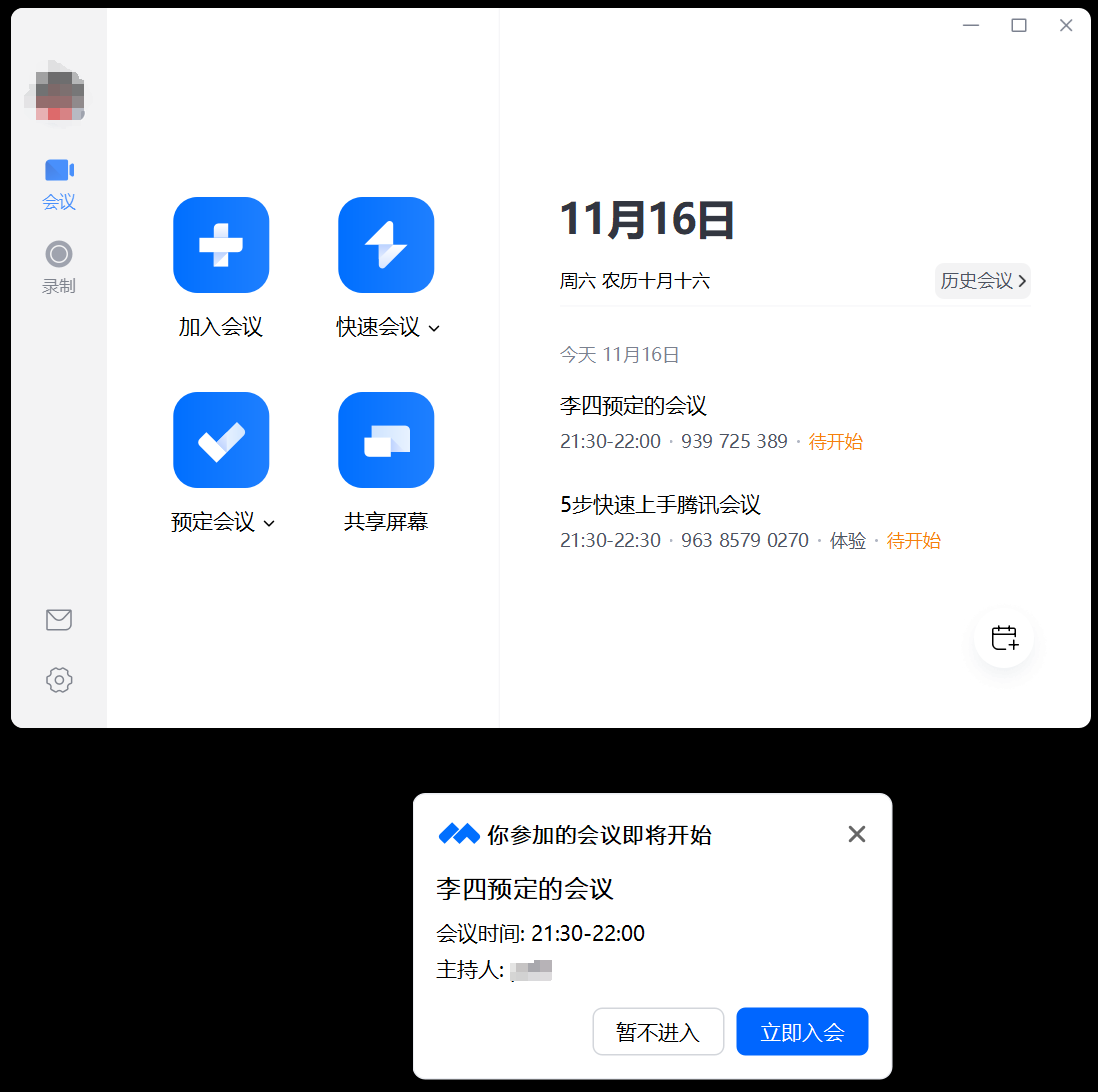 会议
录制
加入会议
快速会议
预定会议
共享屏幕
11月16日
周六 农历十月十六
历史会议
今天 11月16日
李四预定的会议
21:30-22:00 · 939 725 389 · 待开始
5步快速上手腾讯会议
21:30-22:30 · 963 8579 0270 · 体验 · 待开始
你参加的会议即将开始
李四预定的会议
会议时间: 21:30-22:00
主持人:
暂不进入
立即入会